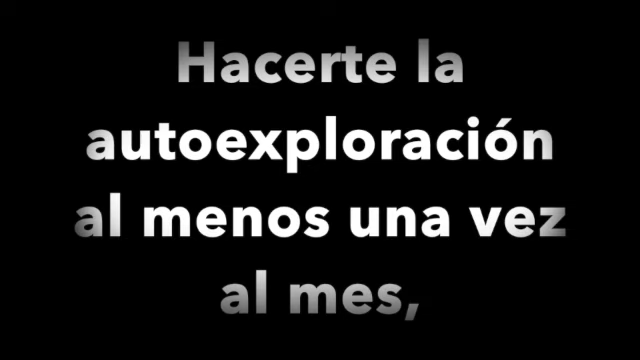 Hacerte la
autoexploración
al menos una vez
al mes,